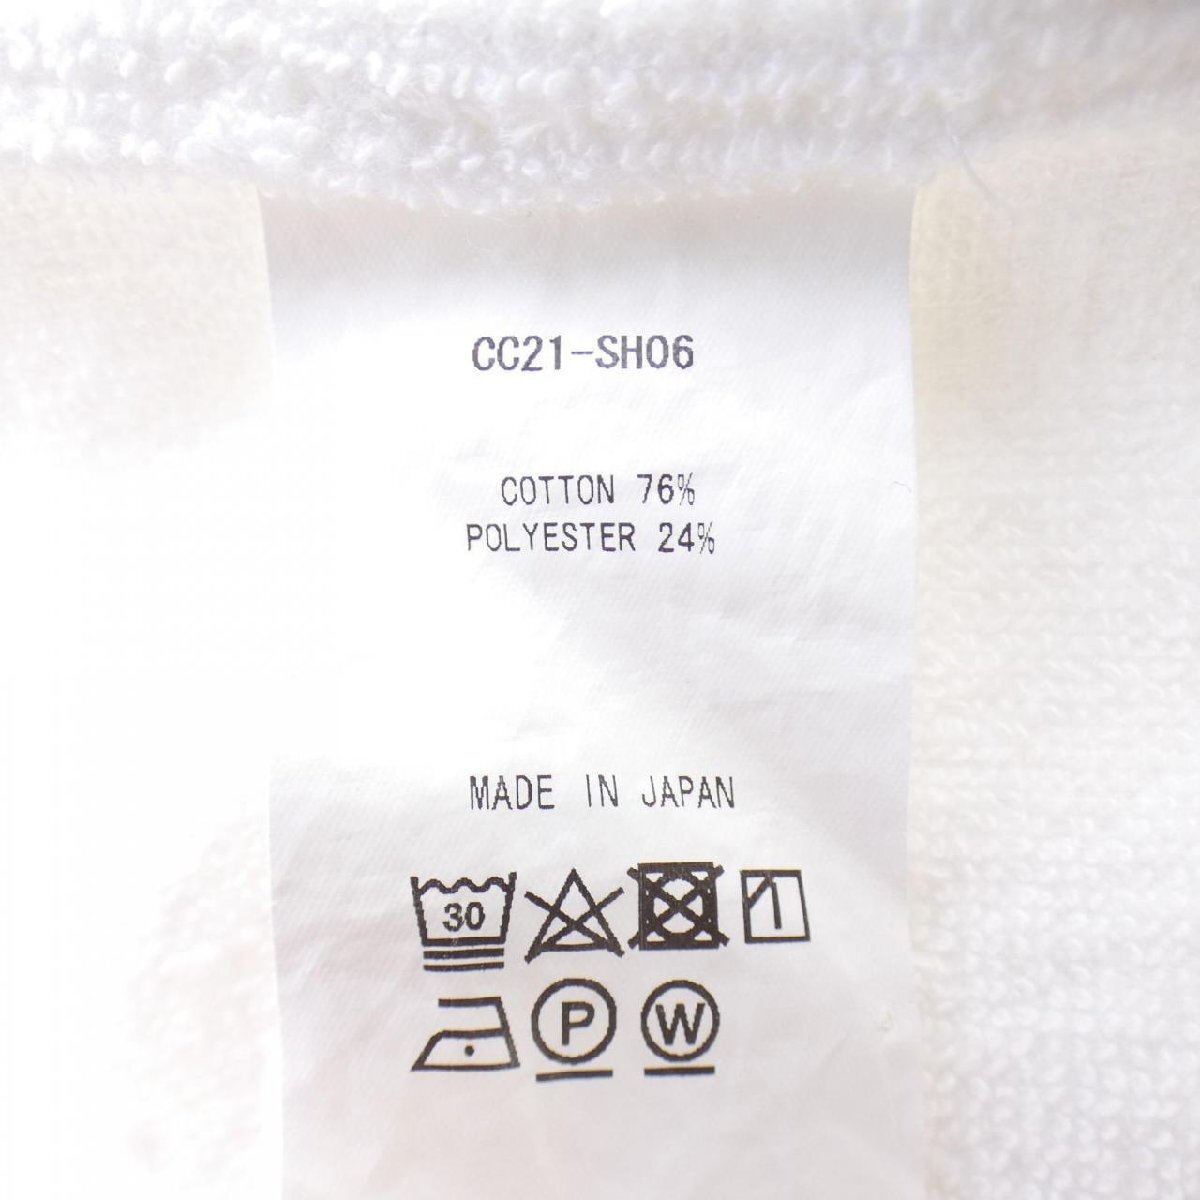 CC21-SH06
COTTON 76%
POLYESTER 24%
MADE IN JAPAN
30
P W